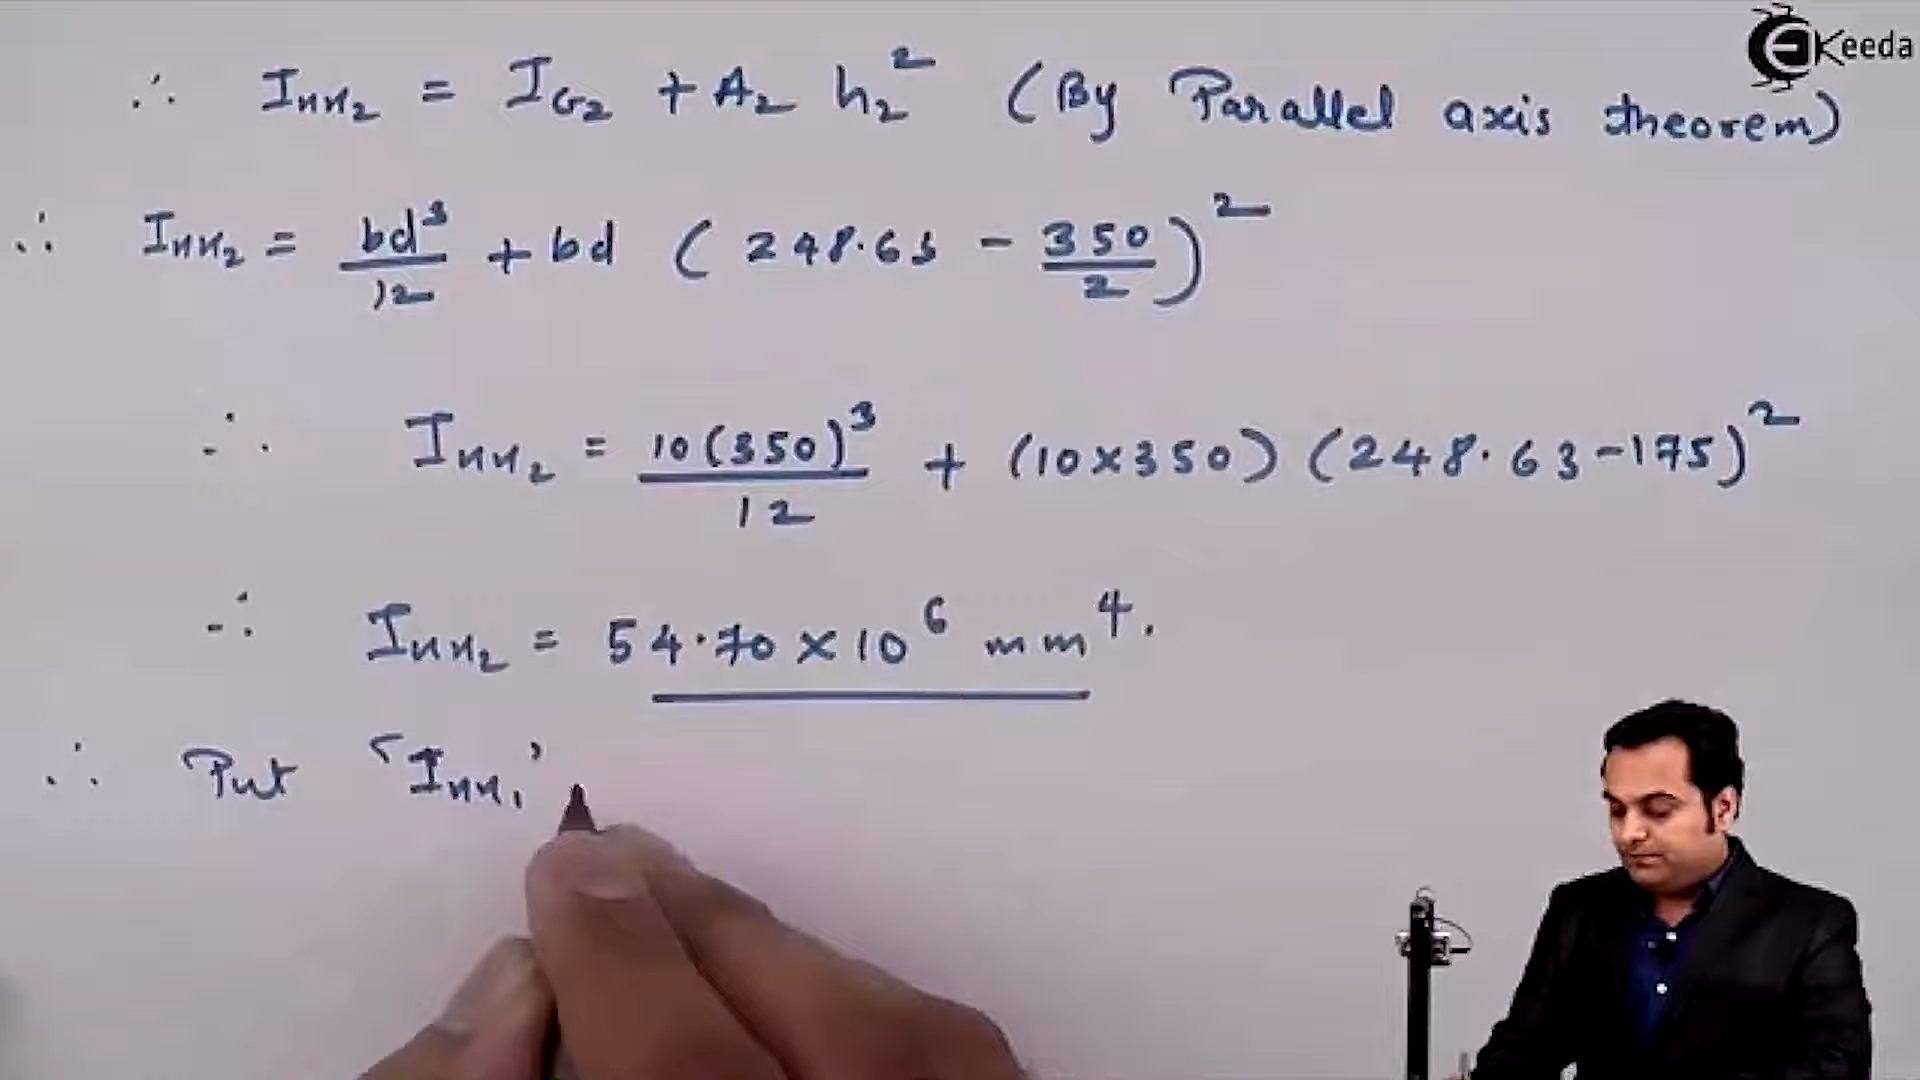 EKeeda
∴ Ixx₂ = IG₂ + A₂ h₂² (By Parallel axis theorem)
∴ Ixx₂ = bd³/12 + bd (248.63 - 350/2)²
∴ Ixx₂ = 10(350)³/12 + (10×350) (248.63-175)²
∴ Ixx₂ = 54.70 × 10⁶ mm⁴.
∴ Put 'Ixx₁'